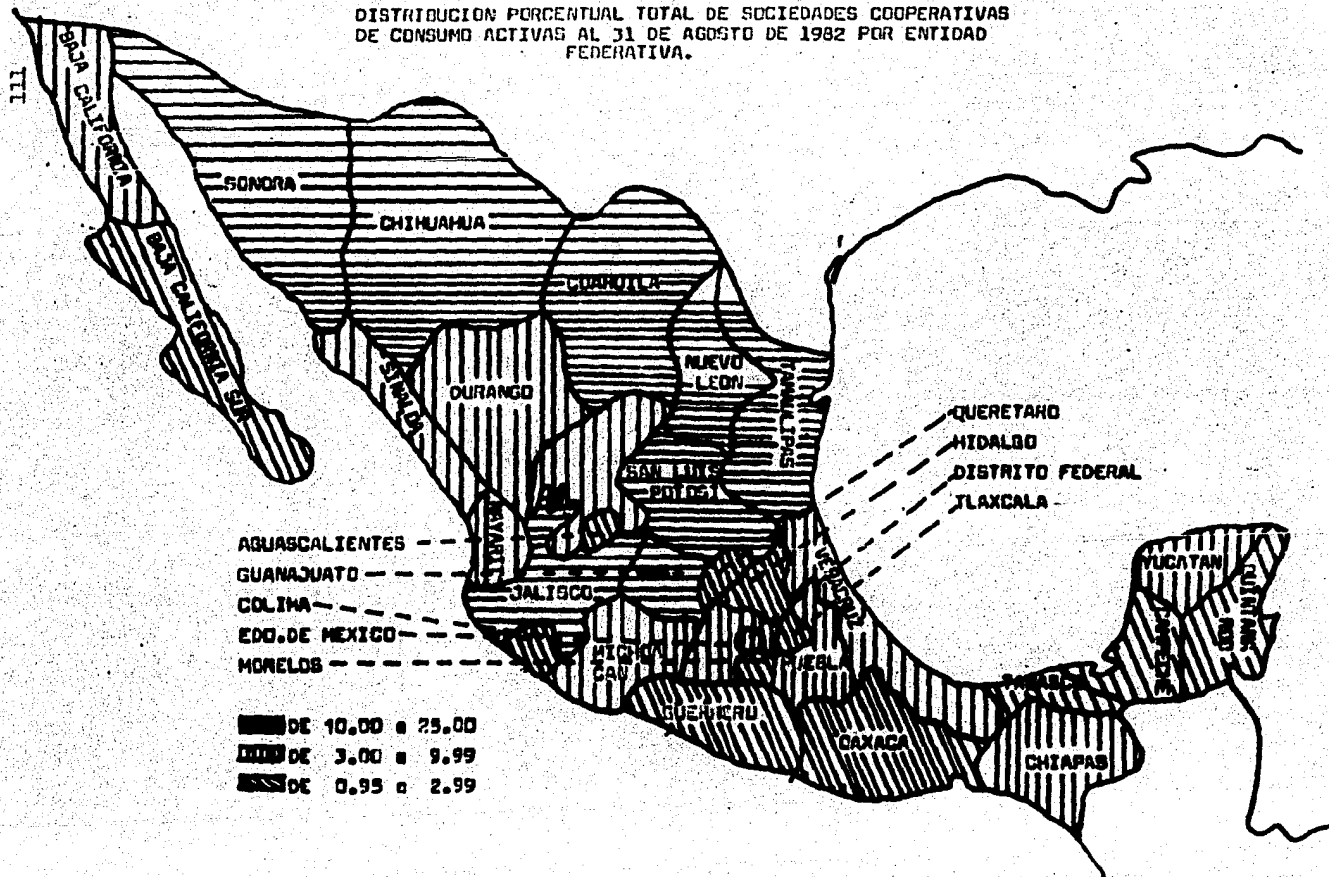 DISTRIBUCION PORCENTUAL TOTAL DE SOCIEDADES COOPERATIVAS
DE CONSUMO ACTIVAS AL 31 DE AGOSTO DE 1982 POR ENTIDAD
FEDERATIVA.
111
BAJA CALIFORNIA
SONORA
CHIHUAHUA
BAJA CALIFORNIA SUR
COAHUILA
NUEVO
LEON
TAMAULIPAS
SINALOA
DURANGO
SAN LUIS
POTOSI
QUERETARO
HIDALGO
DISTRITO FEDERAL
TLAXCALA
NAYARIT
AGUASCALIENTES
GUANAJUATO
COLIMA
EDO.DE MEXICO
MORELOS
JALISCO
VERACRUZ
YUCATAN
QUINTANA
ROO
CAMPECHE
MICHOA
CAN
PUEBLA
TABASCO
GUERRERO
OAXACA
CHIAPAS
DE 10.00 a 25.00
DE 3.00 a 9.99
DE 0.95 a 2.99